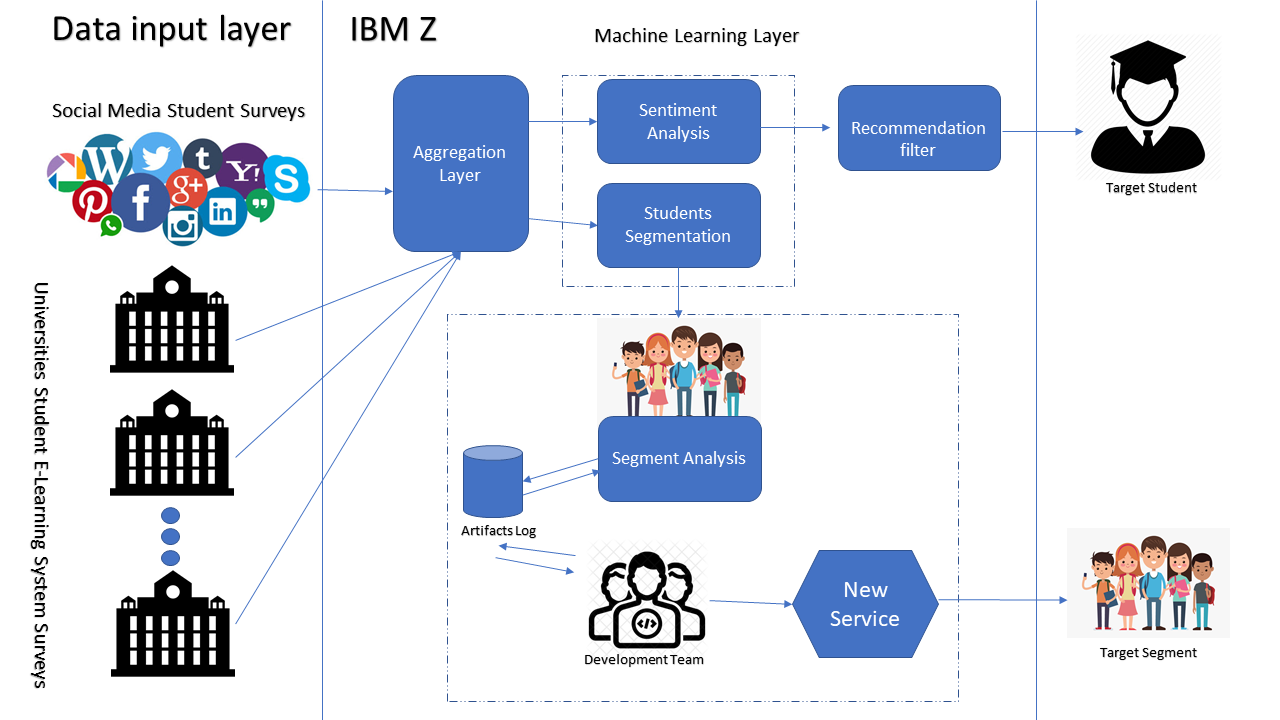 Data input layer
IBM Z
Machine Learning Layer
Social Media Student Surveys
Y!
S
t
g+
f
in
Universities Student E-Learning System Surveys
Aggregation
Layer
Sentiment
Analysis
Students
Segmentation
Recommendation
filter
Target Student
Segment Analysis
Artifacts Log
</>
Development Team
New
Service
Target Segment